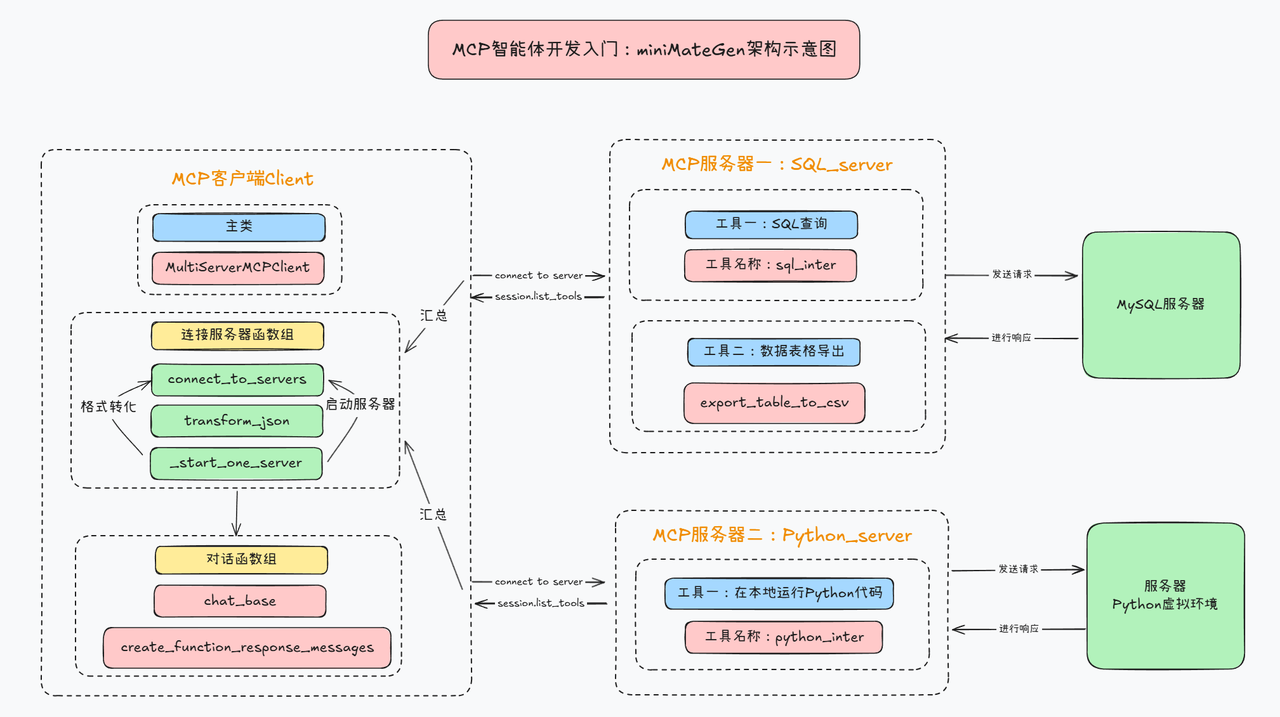 MCP智能体开发入门：miniMateGen架构示意图
MCP客户端Client
主类
MultiServerMCPClient
连接服务器函数组
connect_to_servers
格式转化
启动服务器
transform_json
_start_one_server
对话函数组
chat_base
create_function_response_messages
汇总
汇总
connect to server
session.list_tools
connect to server
session.list_tools
MCP服务器一：SQL_server
工具一：SQL查询
工具名称：sql_inter
工具二：数据表格导出
export_table_to_csv
发送请求
进行响应
MySQL服务器
MCP服务器二：Python_server
工具一：在本地运行Python代码
工具名称：python_inter
发送请求
进行响应
服务器
Python虚拟环境